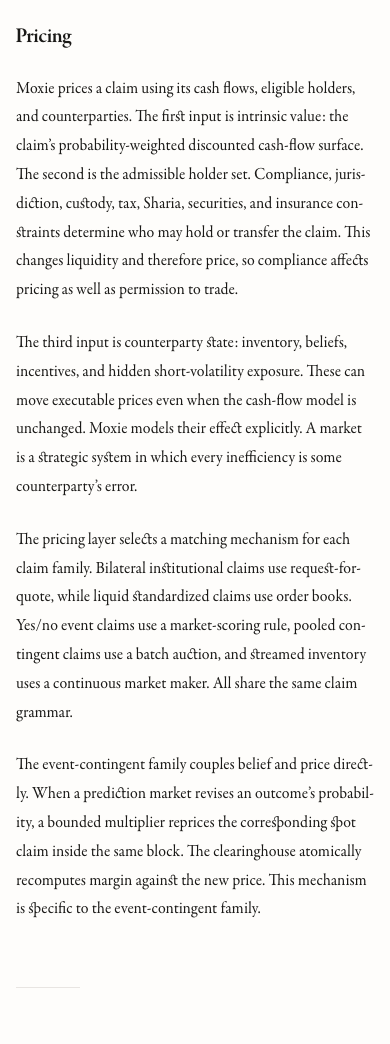 Pricing
Moxie prices a claim using its cash flows, eligible holders,
and counterparties. The first input is intrinsic value: the
claim's probability-weighted discounted cash-flow surface.
The second is the admissible holder set. Compliance, juris-
diction, custody, tax, Sharia, securities, and insurance con-
straints determine who may hold or transfer the claim. This
changes liquidity and therefore price, so compliance affects
pricing as well as permission to trade.
The third input is counterparty state: inventory, beliefs,
incentives, and hidden short-volatility exposure. These can
move executable prices even when the cash-flow model is
unchanged. Moxie models their effect explicitly. A market
is a strategic system in which every inefficiency is some
counterparty's error.
The pricing layer selects a matching mechanism for each
claim family. Bilateral institutional claims use request-for-
quote, while liquid standardized claims use order books.
Yes/no event claims use a market-scoring rule, pooled con-
tingent claims use a batch auction, and streamed inventory
uses a continuous market maker. All share the same claim
grammar.
The event-contingent family couples belief and price direct-
ly. When a prediction market revises an outcome's probabil-
ity, a bounded multiplier reprices the corresponding spot
claim inside the same block. The clearinghouse atomically
recomputes margin against the new price. This mechanism
is specific to the event-contingent family.